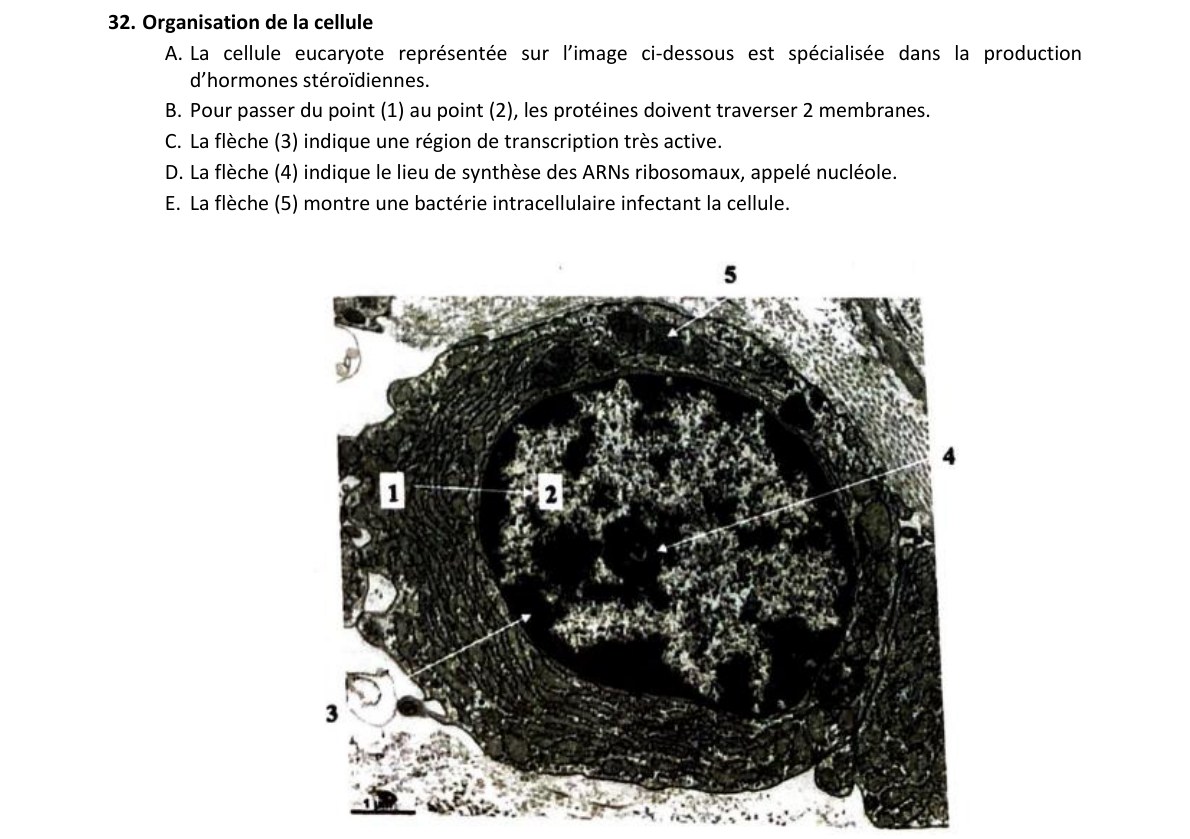 32. Organisation de la cellule
A. La cellule eucaryote représentée sur l’image ci-dessous est spécialisée dans la production
d’hormones stéroïdiennes.
B. Pour passer du point (1) au point (2), les protéines doivent traverser 2 membranes.
C. La flèche (3) indique une région de transcription très active.
D. La flèche (4) indique le lieu de synthèse des ARNs ribosomaux, appelé nucléole.
E. La flèche (5) montre une bactérie intracellulaire infectant la cellule.
5
4
1 2
3